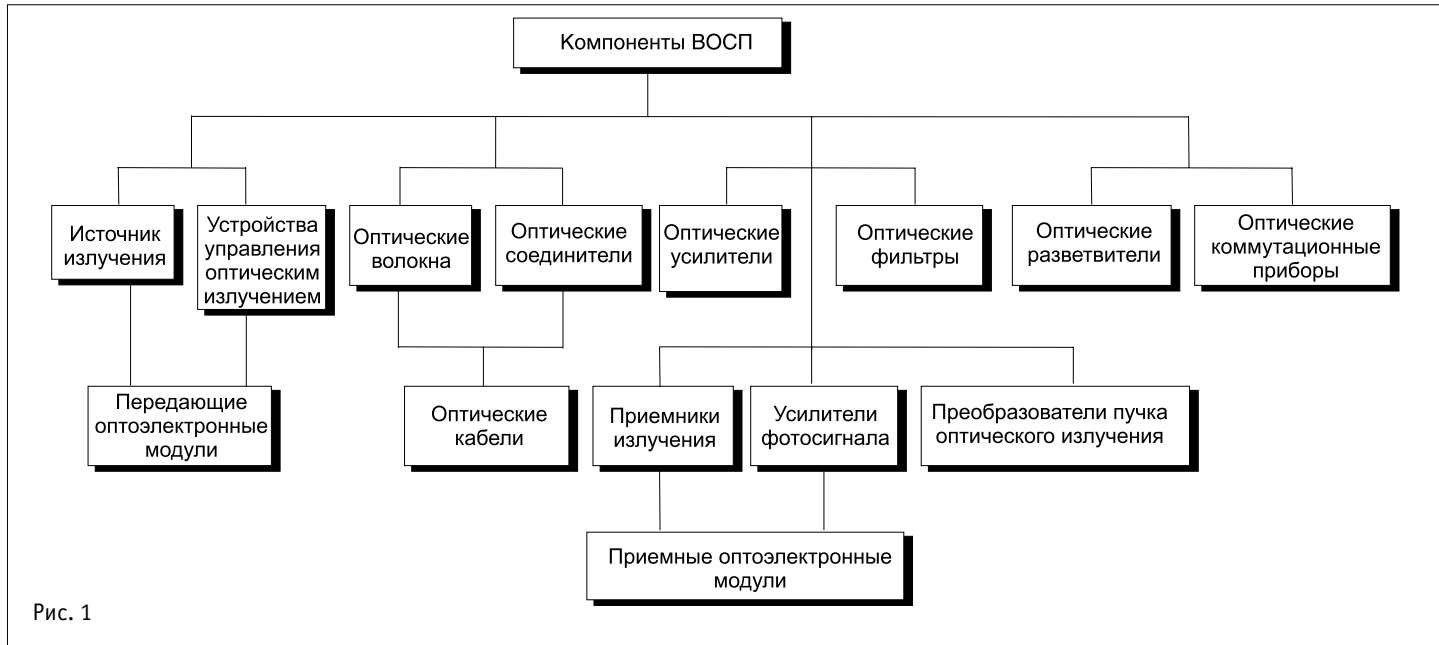 Компоненты ВОСП
Источник
излучения
Устройства
управления
оптическим
излучением
Оптические
волокна
Оптические
соединители
Оптические
усилители
Оптические
фильтры
Оптические
разветвители
Оптические
коммутационные
приборы
Передающие
оптоэлектронные
модули
Оптические
кабели
Приемники
излучения
Усилители
фотосигнала
Преобразователи пучка
оптического излучения
Приемные оптоэлектронные
модули
Рис. 1